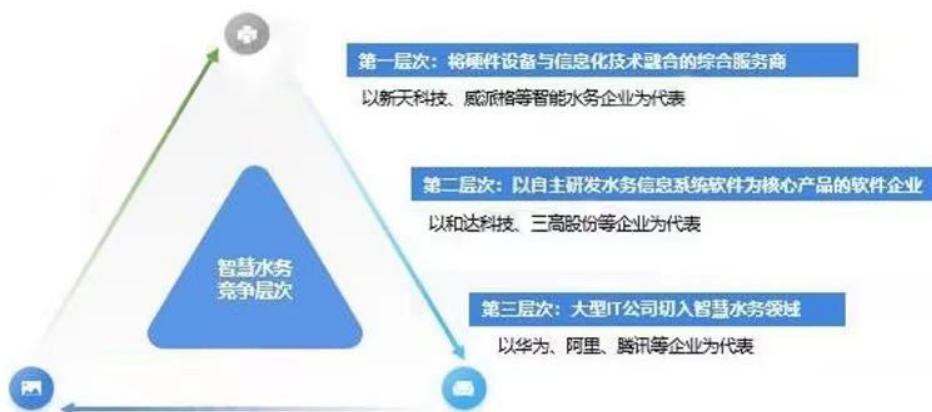 第一层次：将硬件设备与信息化技术融合的综合服务商
以新天科技、威派格等智能水务企业为代表
第二层次：以自主研发水务信息系统软件为核心产品的软件企业
以和达科技、三高股份等企业为代表
智慧水务
竞争层次
第三层次：大型IT公司切入智慧水务领域
以华为、阿里、腾讯等企业为代表